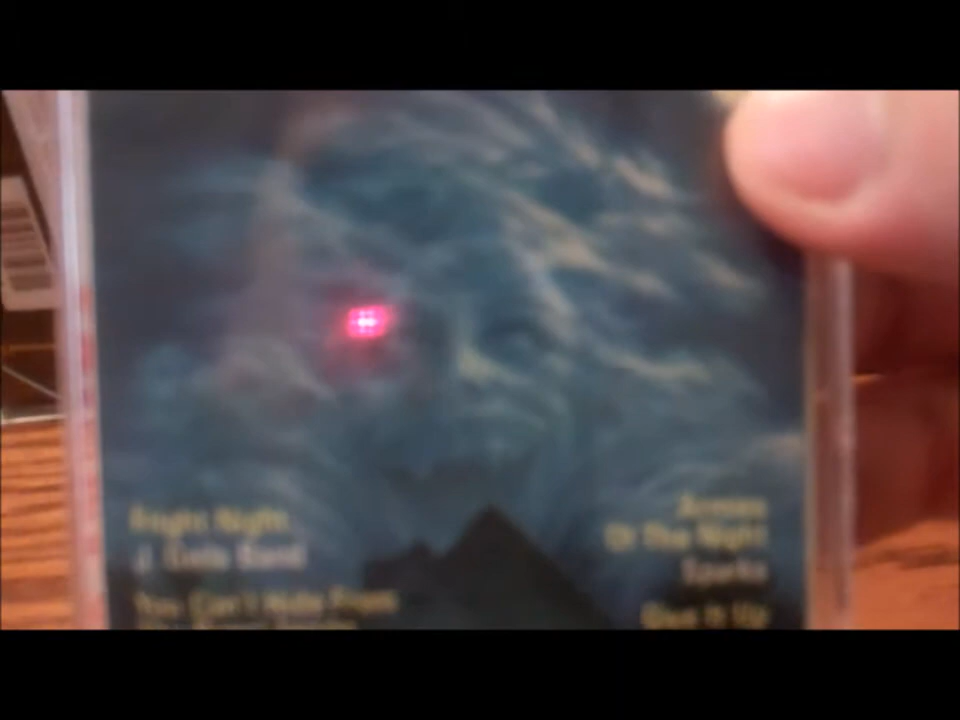 Fright Night
J. Geils Band
You Can't Hide From
Armies
Of The Night
Sparks
Give It Up